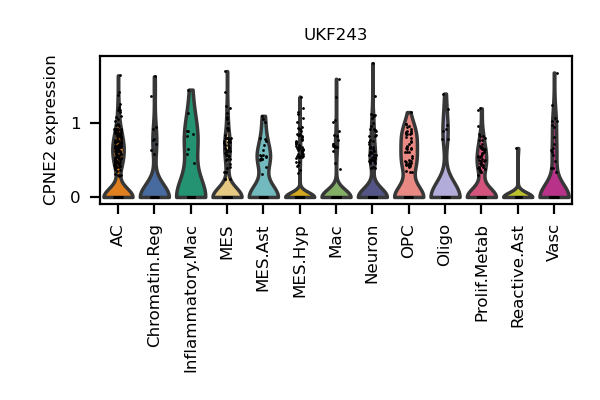 UKF243
CPNE2 expression
1
0
AC
Chromatin.Reg
Inflammatory.Mac
MES
MES.Ast
MES.Hyp
Mac
Neuron
OPC
Oligo
Prolif.Metab
Reactive.Ast
Vasc